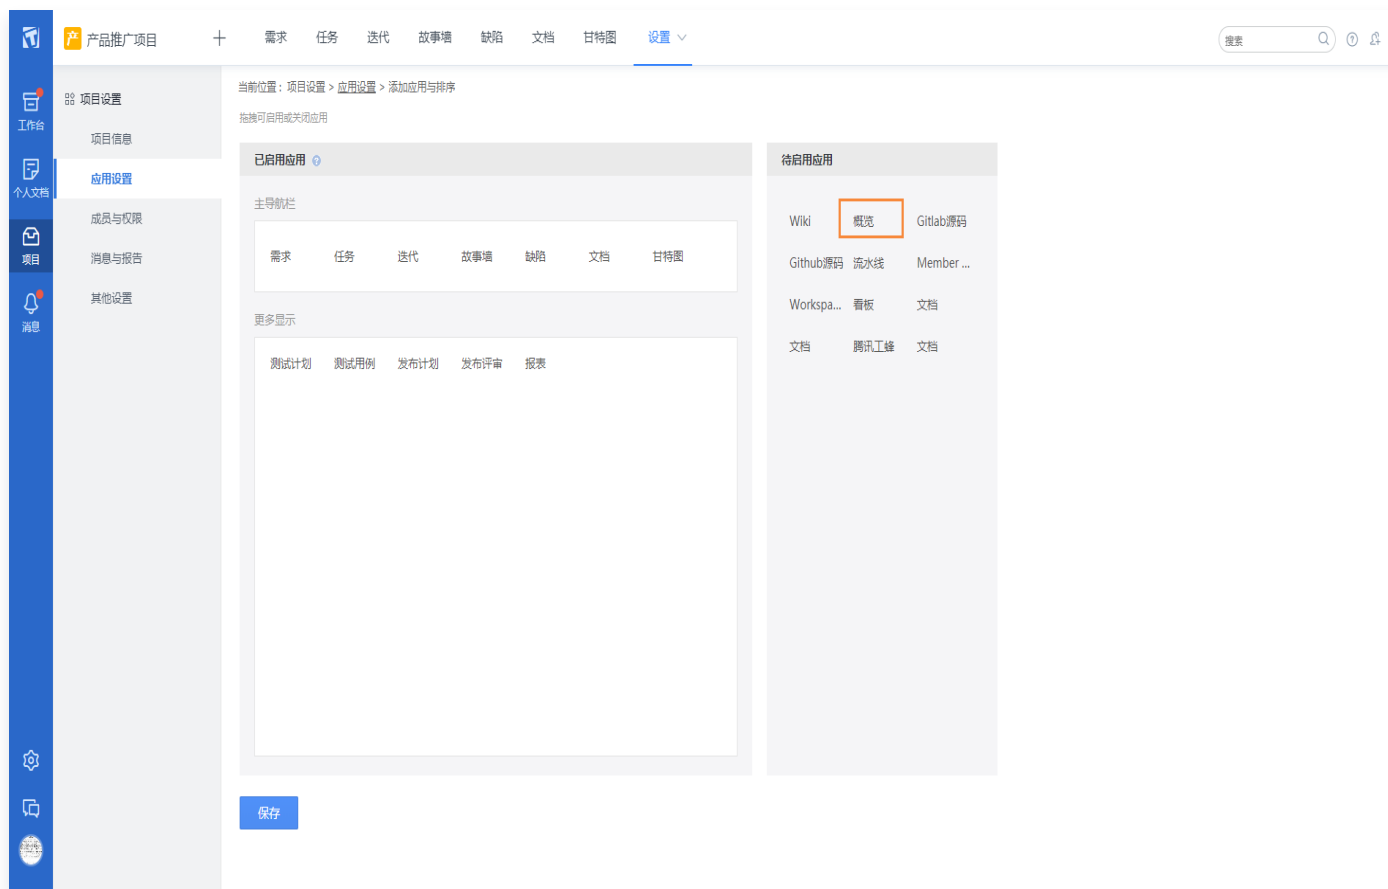 产 产品推广项目 需求 任务 迭代 故事墙 缺陷 文档 甘特图 设置 搜索
工作台
个人文档
项目
消息
项目设置
项目信息
应用设置
成员与权限
消息与报告
其他设置
当前位置：项目设置 > 应用设置 > 添加应用与排序
拖拽可启用或关闭应用
已启用应用
主导航栏
需求 任务 迭代 故事墙 缺陷 文档 甘特图
更多显示
测试计划 测试用例 发布计划 发布评审 报表
待启用应用
Wiki 概览 Gitlab源码
Github源码 流水线 Member ...
Workspa... 看板 文档
文档 腾讯工蜂 文档
保存